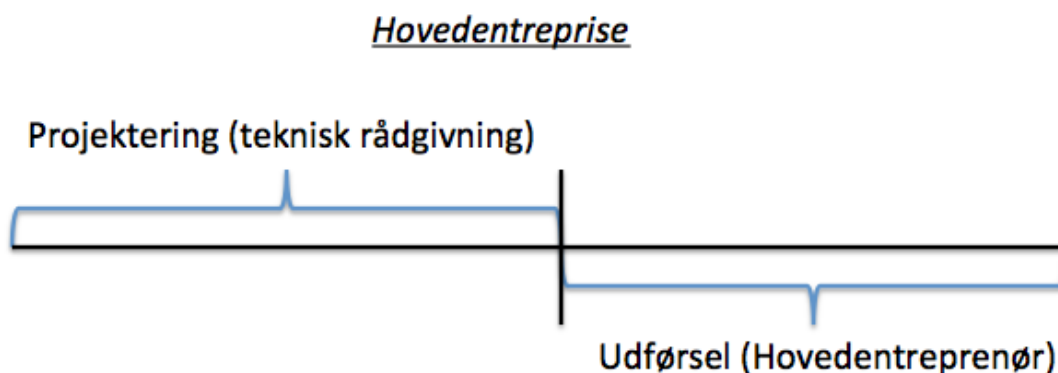 Hovedentreprise
Projektering (teknisk rådgivning)
Udførsel (Hovedentreprenør)